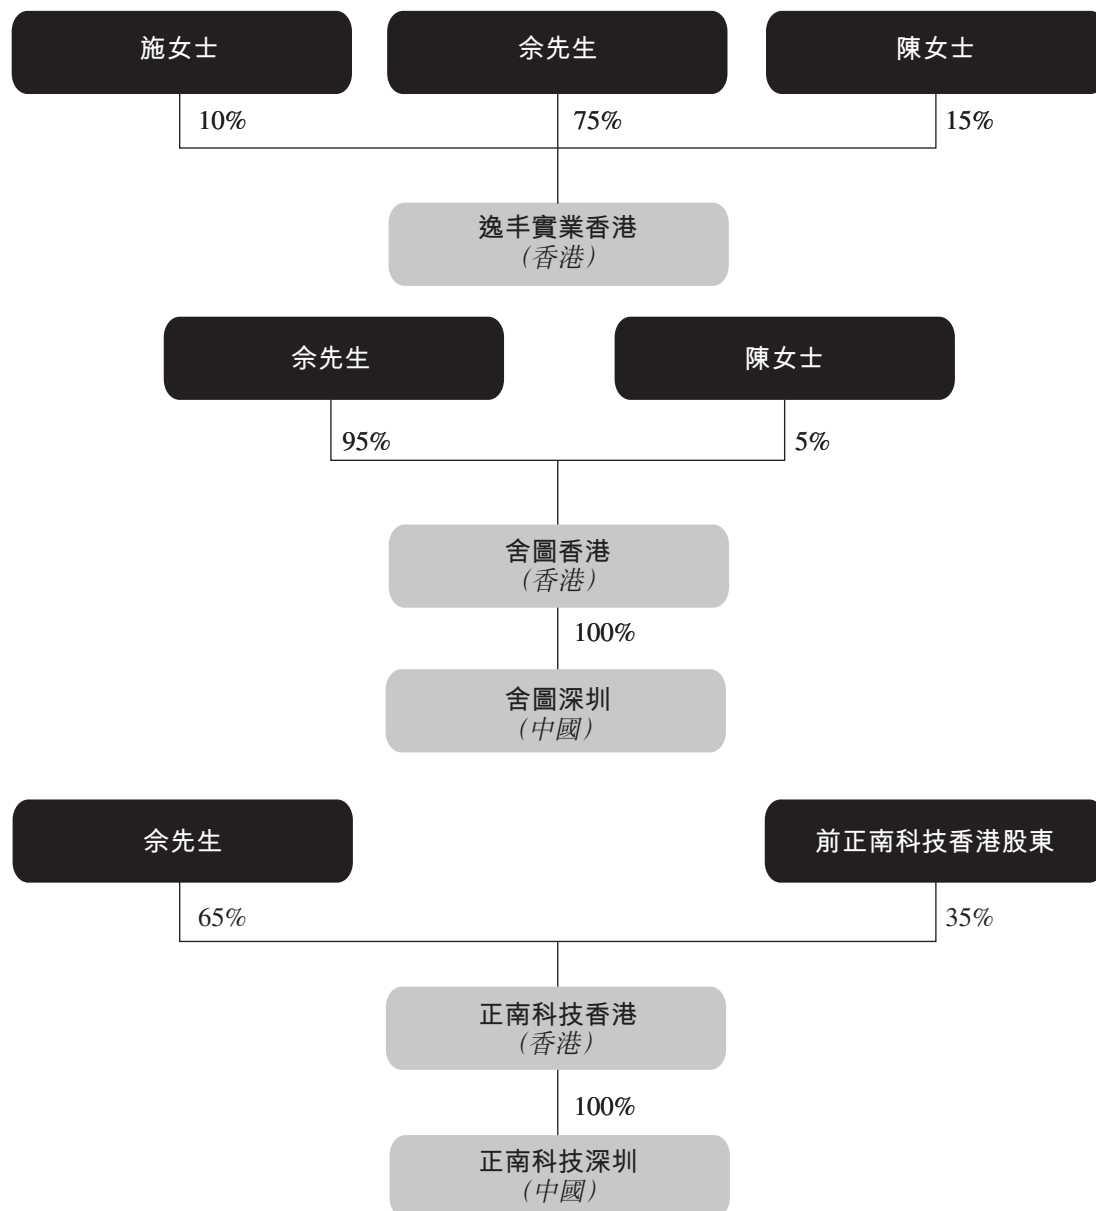 施女士
佘先生
陳女士
10%
75%
15%
逸丰實業香港
(香港)
佘先生
陳女士
95%
5%
舍圖香港
(香港)
100%
舍圖深圳
(中國)
佘先生
前正南科技香港股東
65%
35%
正南科技香港
(香港)
100%
正南科技深圳
(中國)